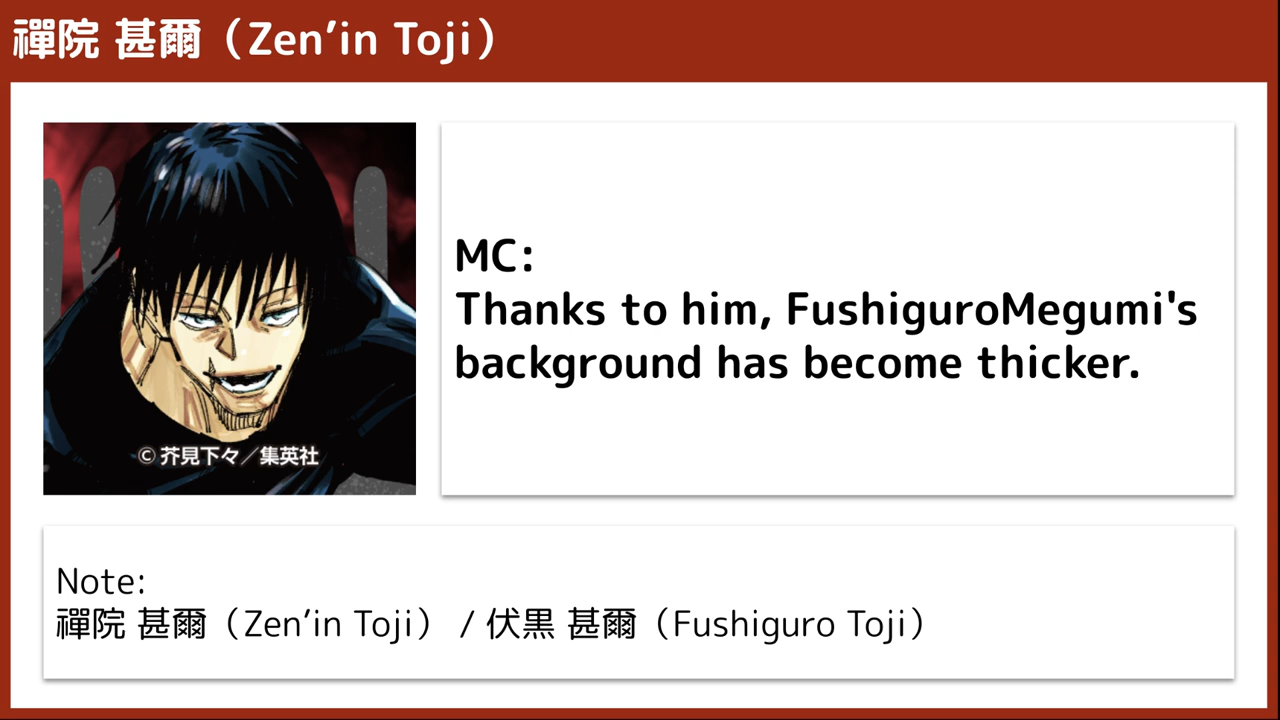 禪院 甚爾（Zen’in Toji）
© 芥見下々／集英社
MC:
Thanks to him, FushiguroMegumi's
background has become thicker.
Note:
禪院 甚爾（Zen’in Toji） / 伏黒 甚爾（Fushiguro Toji）